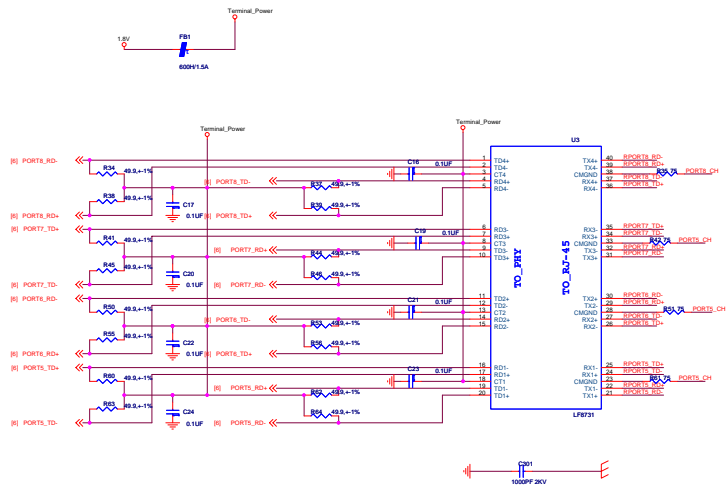 Terminal_Power
1.8V
FB1
600H/1.5A
Terminal_Power
Terminal_Power
U3
[6] PORT8_RD-
R34
49.9,+-1%
C16
0.1UF
1 TD4+ TX4+ 40 RPORT8_RD-
2 TD4- TX4- 39 RPORT8_RD+
3 CT4 CMGND 38 R35,75 PORT8_CH
[6] PORT8_TD-
R37 49.9,+-1%
4 RD4+ RX4+ 37 RPORT8_TD-
5 RD4- RX4- 36 RPORT8_TD+
R38
49.9,+-1%
C17
0.1UF
R39
49.9,+-1%
[6] PORT8_RD+
[6] PORT8_TD+
[6] PORT7_TD+
R41
49.9,+-1%
C19
0.1UF
6 RD3- RX3- 35 RPORT7_TD-
7 RD3+ RX3+ 34 RPORT7_TD+
8 CT3 CMGND 33 R42,75 PORT5_CH
[6] PORT7_RD+
R44 49.9,+-1%
9 TD3- TX3- 32 RPORT7_RD-
10 TD3+ TX3+ 31 RPORT7_RD+
R45
49.9,+-1%
C20
0.1UF
R46
49.9,+-1%
[6] PORT7_TD-
[6] PORT7_RD-
TO_PHY
TO_RJ-45
[6] PORT6_RD-
R50
49.9,+-1%
C21
0.1UF
11 TD2+ TX2+ 30 RPORT6_RD-
12 TD2- TX2- 29 RPORT6_RD+
13 CT2 CMGND 28 R51,75 PORT5_CH
[6] PORT6_TD-
R53 49.9,+-1%
14 RD2+ RX2+ 27 RPORT6_TD-
15 RD2- RX2- 26 RPORT6_TD+
R55
49.9,+-1%
C22
0.1UF
R56
49.9,+-1%
[6] PORT6_RD+
[6] PORT6_TD+
[6] PORT5_TD+
R60
49.9,+-1%
C23
0.1UF
16 RD1- RX1- 25 RPORT5_TD-
17 RD1+ RX1+ 24 RPORT5_TD+
18 CT1 CMGND 23 R61,75 PORT5_CH
[6] PORT5_RD+
R62 49.9,+-1%
19 TD1- TX1- 22 RPORT5_RD+
20 TD1+ TX1+ 21 RPORT5_RD-
R63
49.9,+-1%
C24
0.1UF
R64
49.9,+-1%
[6] PORT5_TD-
[6] PORT5_RD-
LF8731
C301
1000PF 2KV